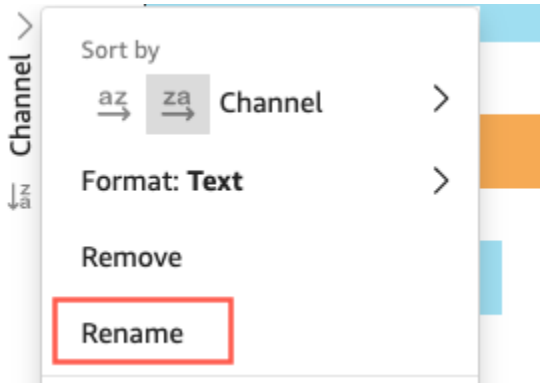 Channel
z
a
Sort by
az
za
Channel
Format: Text
Remove
Rename